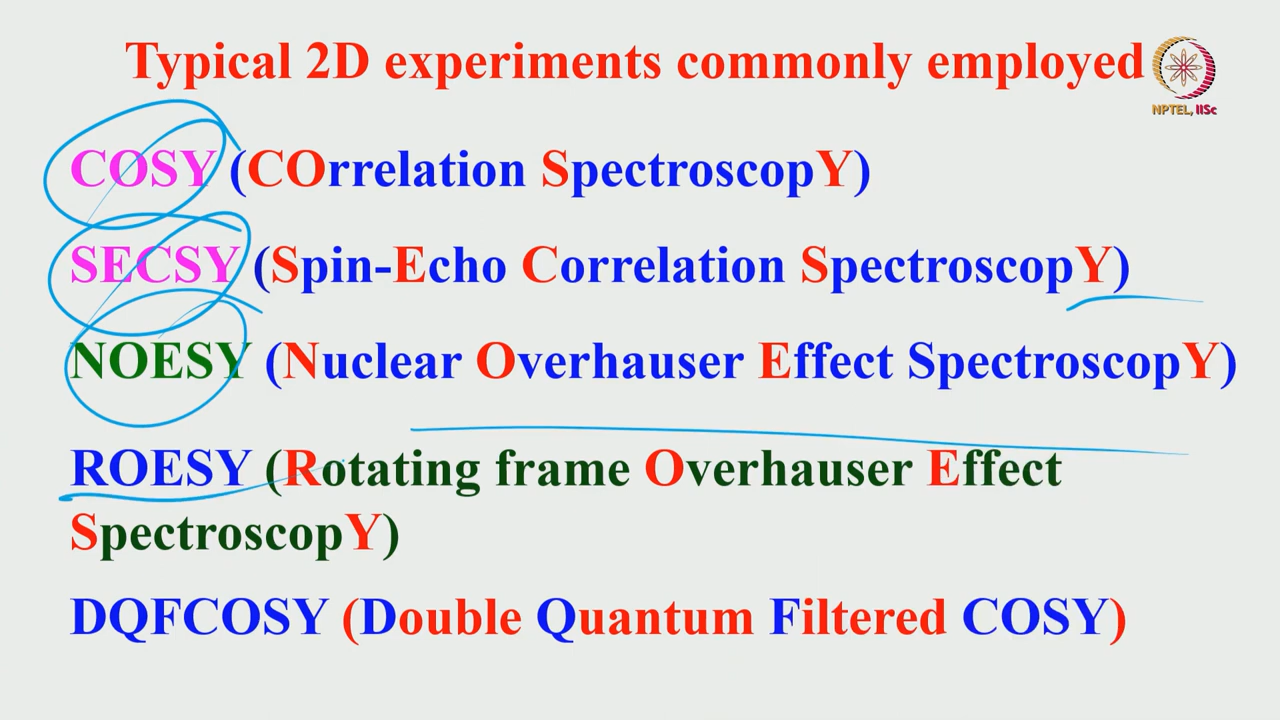 Typical 2D experiments commonly employed
NPTEL, IISc
COSY (COrrelation SpectroscopY)
SECSY (Spin-Echo Correlation SpectroscopY)
NOESY (Nuclear Overhauser Effect SpectroscopY)
ROESY (Rotating frame Overhauser Effect
SpectroscopY)
DQFCOSY (Double Quantum Filtered COSY)